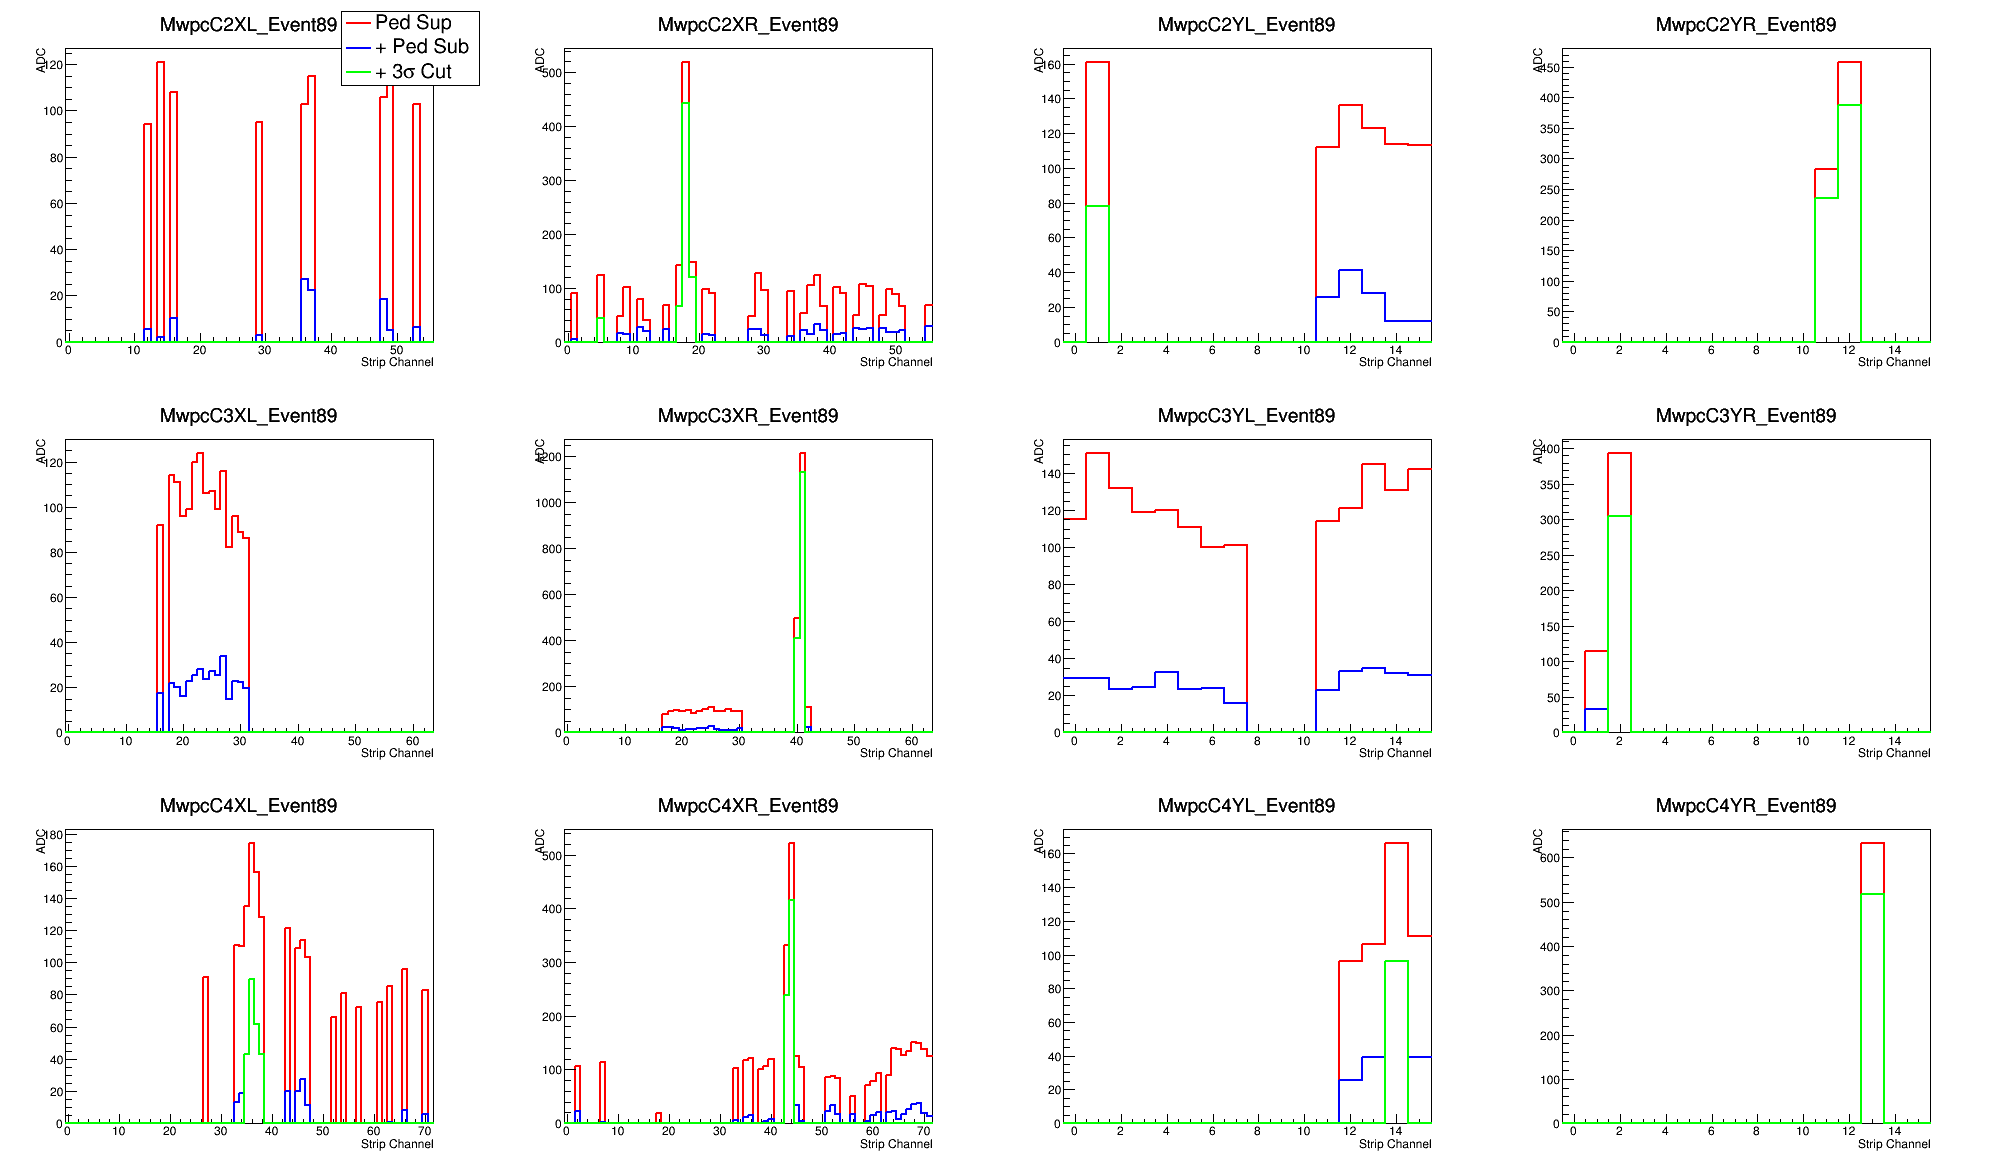 MwpcC2XL_Event89
Ped Sup
+ Ped Sub
+ 3σ Cut
ADC
120
100
80
60
40
20
0
0 10 20 30 40 50
Strip Channel
MwpcC2XR_Event89
ADC
500
400
300
200
100
0
0 10 20 30 40 50
Strip Channel
MwpcC2YL_Event89
ADC
160
140
120
100
80
60
40
20
0
0 2 4 6 8 10 12 14
Strip Channel
MwpcC2YR_Event89
ADC
450
400
350
300
250
200
150
100
50
0
0 2 4 6 8 10 12 14
Strip Channel
MwpcC3XL_Event89
ADC
120
100
80
60
40
20
0
0 10 20 30 40 50 60
Strip Channel
MwpcC3XR_Event89
ADC
1200
1000
800
600
400
200
0
0 10 20 30 40 50 60
Strip Channel
MwpcC3YL_Event89
ADC
140
120
100
80
60
40
20
0
0 2 4 6 8 10 12 14
Strip Channel
MwpcC3YR_Event89
ADC
400
350
300
250
200
150
100
50
0
0 2 4 6 8 10 12 14
Strip Channel
MwpcC4XL_Event89
ADC
180
160
140
120
100
80
60
40
20
0
0 10 20 30 40 50 60 70
Strip Channel
MwpcC4XR_Event89
ADC
500
400
300
200
100
0
0 10 20 30 40 50 60 70
Strip Channel
MwpcC4YL_Event89
ADC
160
140
120
100
80
60
40
20
0
0 2 4 6 8 10 12 14
Strip Channel
MwpcC4YR_Event89
ADC
600
500
400
300
200
100
0
0 2 4 6 8 10 12 14
Strip Channel